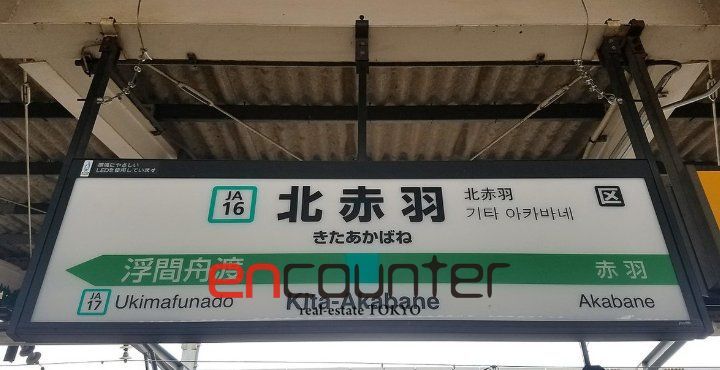 環境にやさしい
LEDを使用しています
JA
16
北赤羽
きたあかばね
北赤羽
기타 아카바네
区
浮間舟渡
赤羽
JA
17
Ukimafunado
Kita-Akabane
Akabane
encounter
real-estate TOKYO